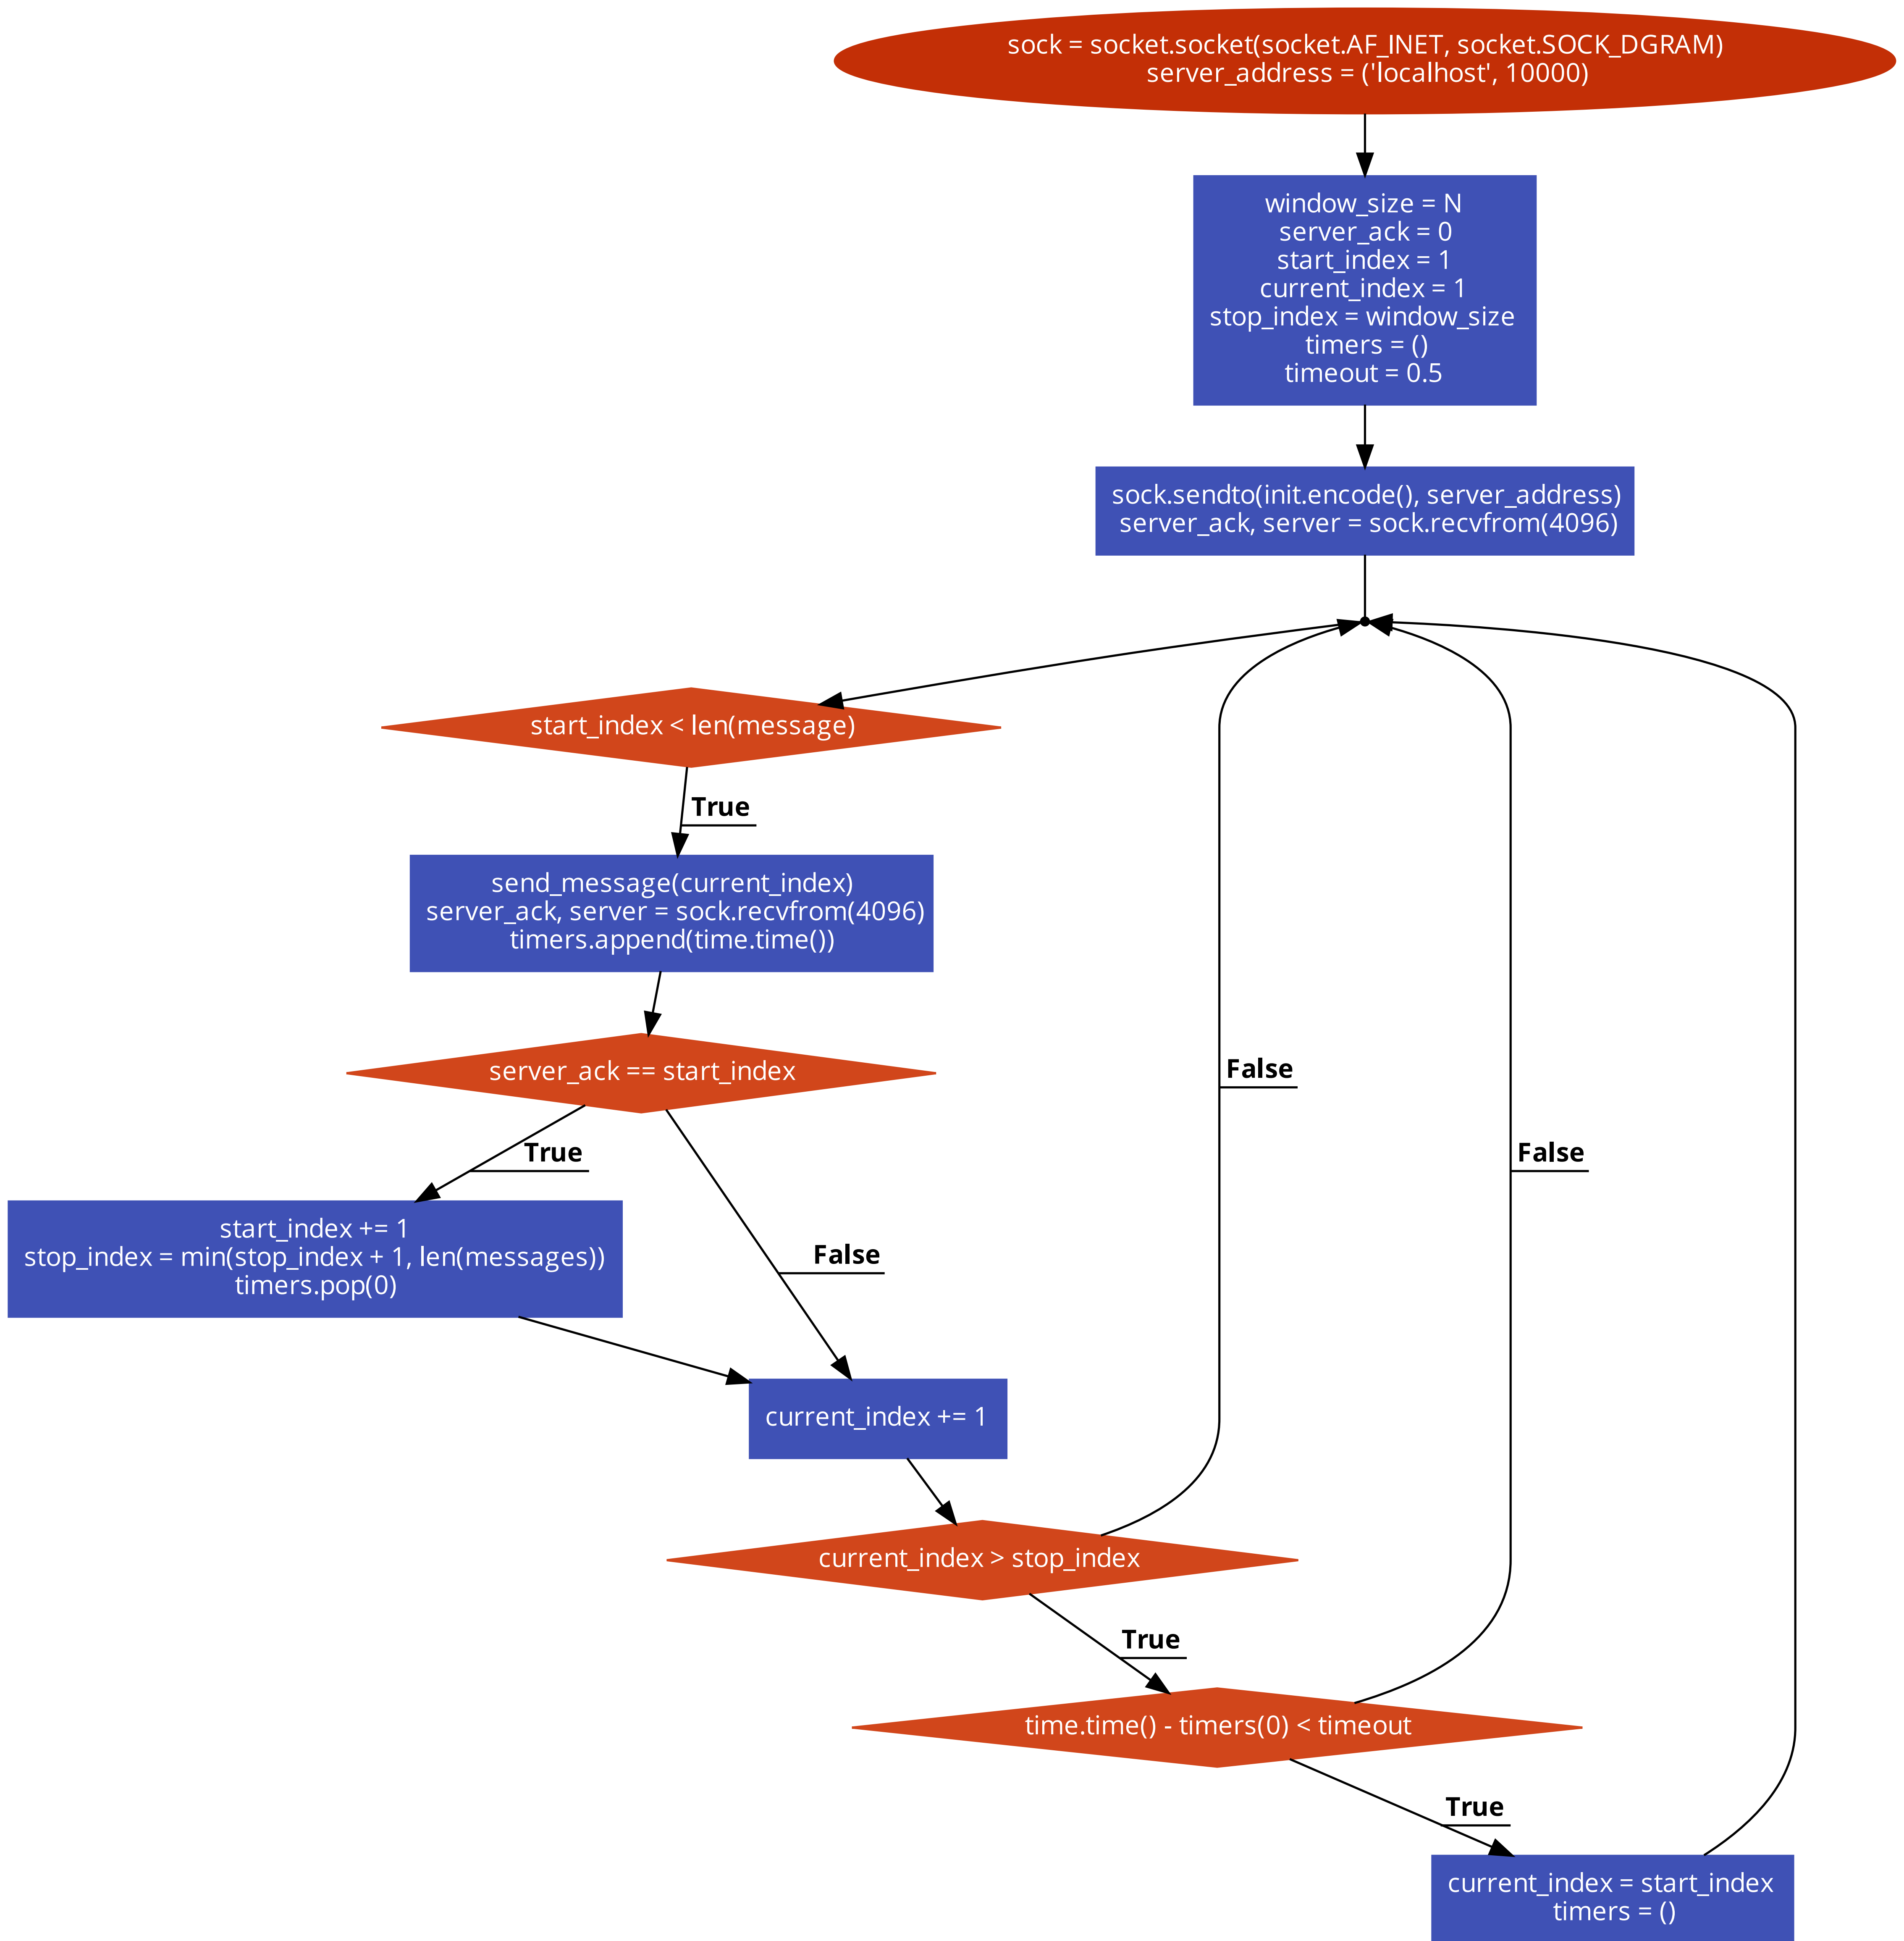 sock = socket.socket(socket.AF_INET, socket.SOCK_DGRAM)
server_address = ('localhost', 10000)
window_size = N
server_ack = 0
start_index = 1
current_index = 1
stop_index = window_size
timers = ()
timeout = 0.5
sock.sendto(init.encode(), server_address)
server_ack, server = sock.recvfrom(4096)
start_index < len(message)
True
send_message(current_index)
server_ack, server = sock.recvfrom(4096)
timers.append(time.time())
server_ack == start_index
False
True
False
start_index += 1
stop_index = min(stop_index + 1, len(messages))
timers.pop(0)
False
current_index += 1
current_index > stop_index
True
time.time() - timers(0) < timeout
True
current_index = start_index
timers = ()